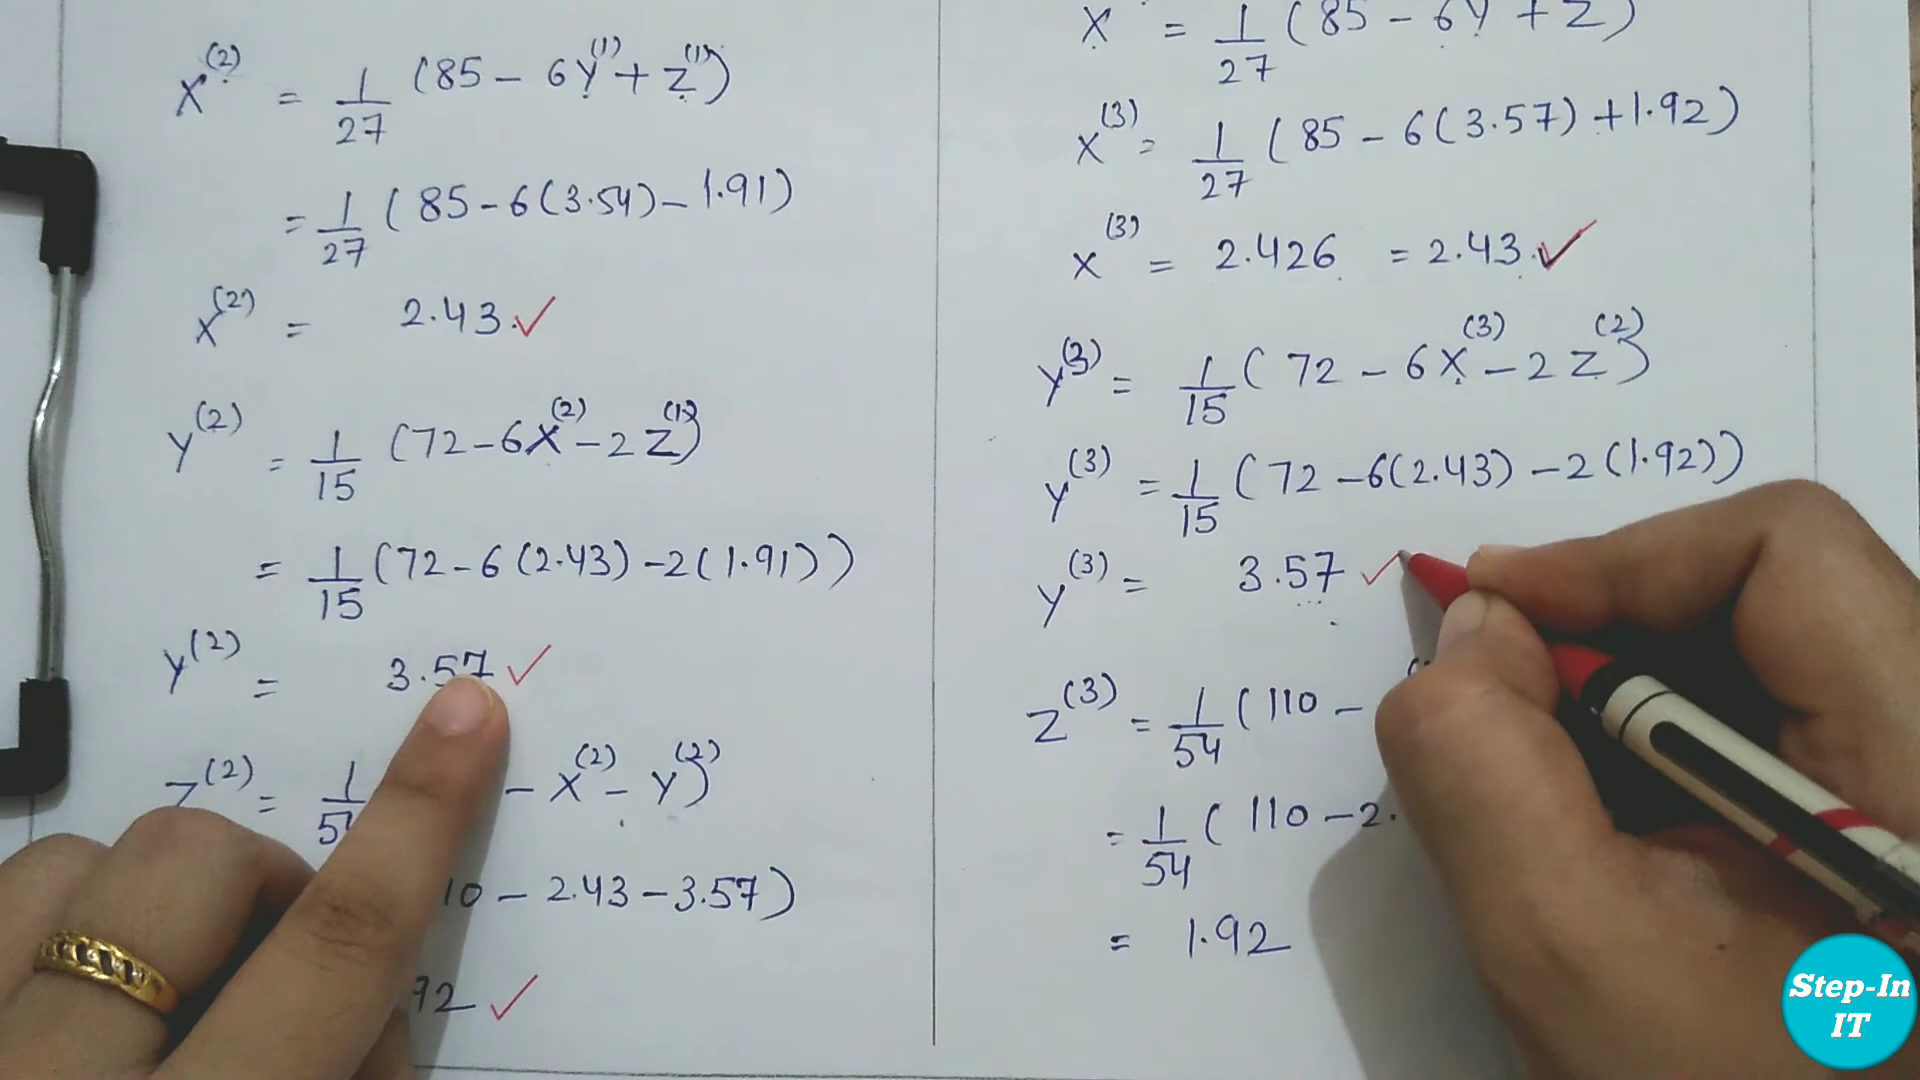 X^(2) = 1/27 (85 - 6Y^(1) + Z^(1))
= 1/27 (85 - 6(3.54) - 1.91)
X^(2) = 2.43 ✓
Y^(2) = 1/15 (72 - 6X^(2) - 2Z^(1))
= 1/15 (72 - 6(2.43) - 2(1.91))
Y^(2) = 3.57 ✓
Z^(2) = 1/54 - X^(2) - Y^(2))
10 - 2.43 - 3.57)
92 ✓
X = 1/27 (85 - 6Y + Z)
X^(3) = 1/27 (85 - 6(3.57) + 1.92)
X^(3) = 2.426 = 2.43 ✓
Y^(3) = 1/15 (72 - 6X^(3) - 2Z^(2))
Y^(3) = 1/15 (72 - 6(2.43) - 2(1.92))
Y^(3) = 3.57 ✓
Z^(3) = 1/54 (110 -
= 1/54 (110 - 2.
= 1.92
Step-In
IT